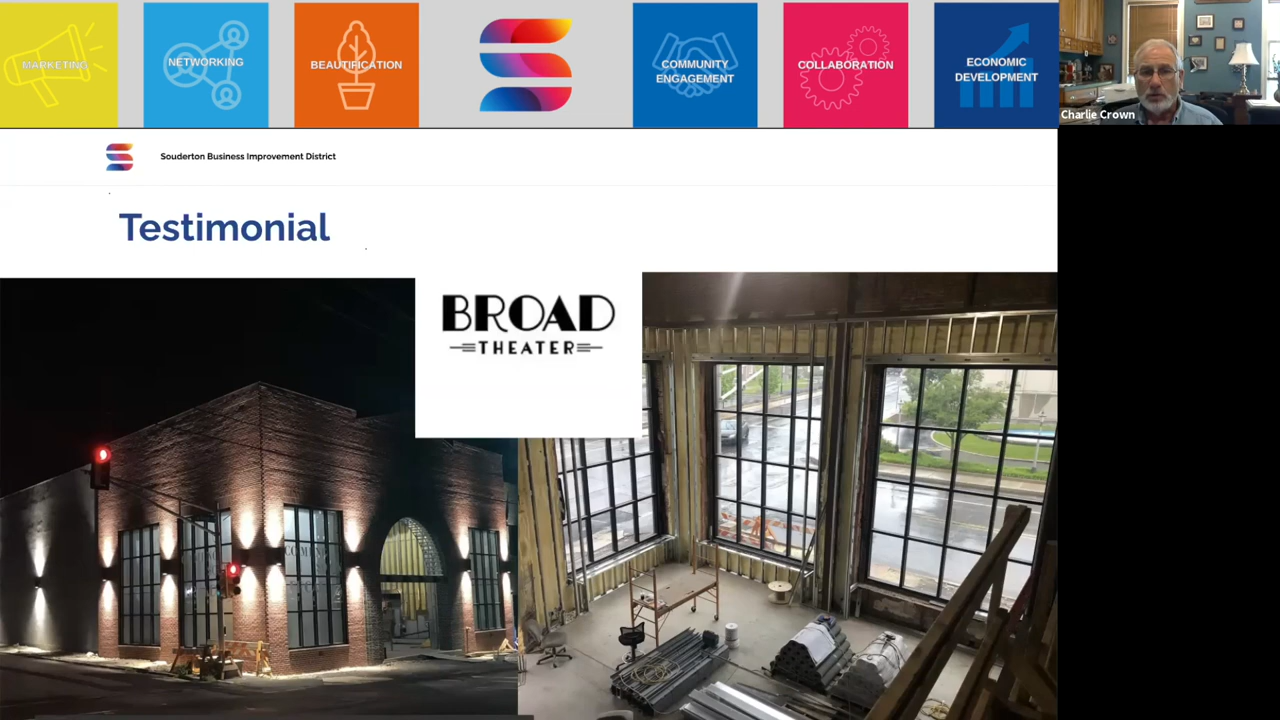 MARKETING
NETWORKING
BEAUTIFICATION
COMMUNITY
ENGAGEMENT
COLLABORATION
ECONOMIC
DEVELOPMENT
Charlie Crown
Souderton Business Improvement District
Testimonial
BROAD
THEATER